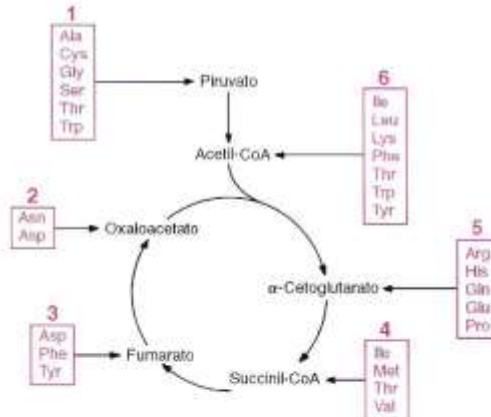 1
Ala
Cys
Gly
Ser
Thr
Trp
Piruvato
6
Ile
Leu
Lys
Phe
Thr
Trp
Tyr
Acetil-CoA
2
Asn
Asp
Oxaloacetato
5
Arg
His
Gln
Glu
Pro
α-Cetoglutarato
3
Asp
Phe
Tyr
Fumarato
4
Ile
Met
Thr
Val
Succinil-CoA